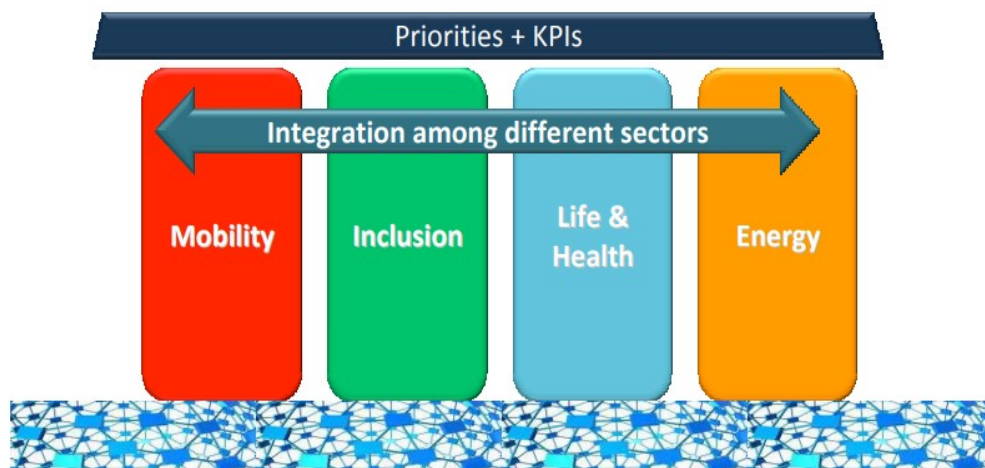 Priorities + KPIs
Integration among different sectors
Mobility
Inclusion
Life &
Health
Energy